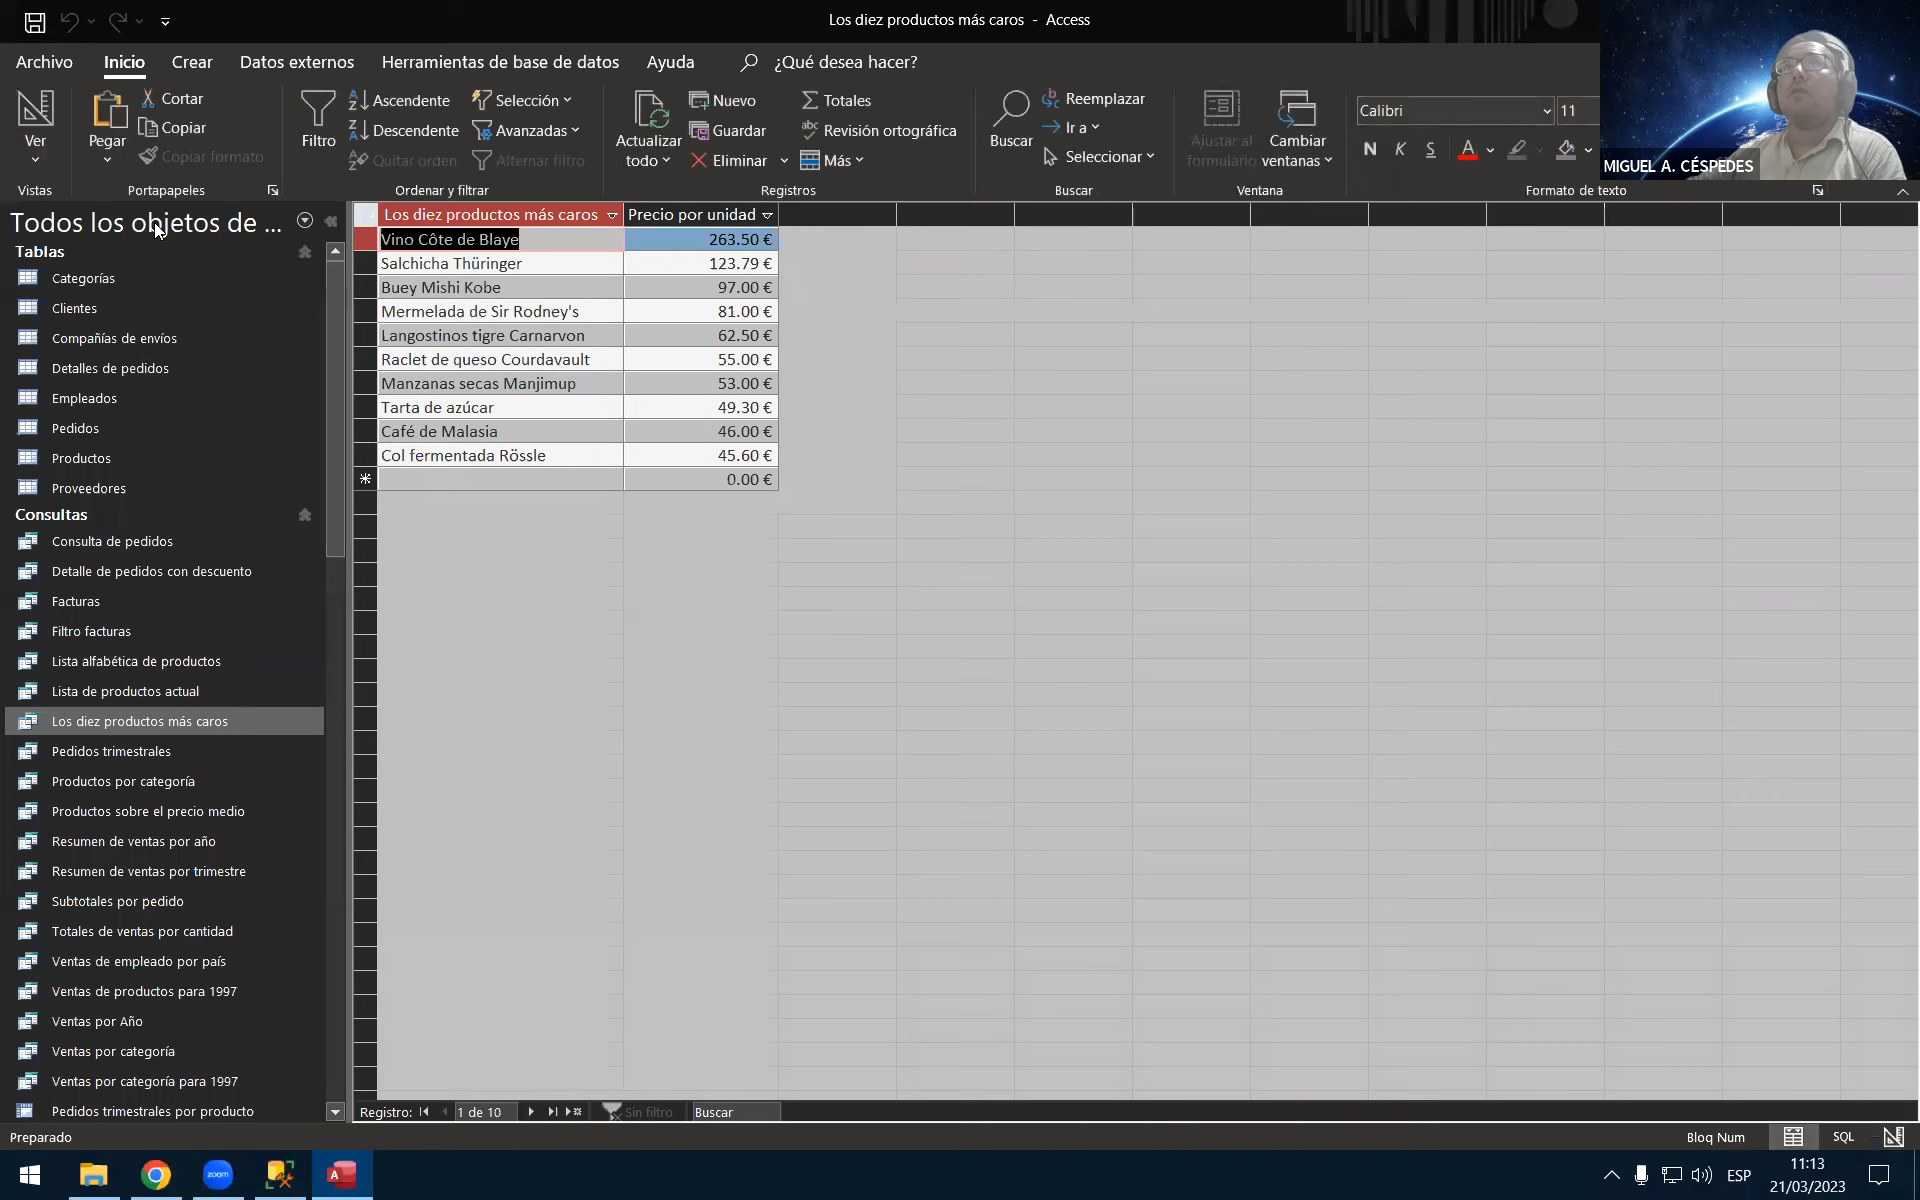 Los diez productos más caros - Access
Archivo
Inicio
Crear
Datos externos
Herramientas de base de datos
Ayuda
¿Qué desea hacer?
Ver
Vistas
Pegar
Cortar
Copiar
Copiar formato
Portapapeles
Filtro
Ascendente
Descendente
Quitar orden
Selección
Avanzadas
Alternar filtro
Ordenar y filtrar
Actualizar
todo
Nuevo
Guardar
Eliminar
Totales
Revisión ortográfica
Más
Registros
Buscar
Reemplazar
Ir a
Seleccionar
Buscar
Ajustar al
formulario
Cambiar
ventanas
Ventana
Calibri
11
N K S A
Formato de texto
MIGUEL A. CÉSPEDES
Todos los objetos de ...
Tablas
Categorías
Clientes
Compañías de envíos
Detalles de pedidos
Empleados
Pedidos
Productos
Proveedores
Consultas
Consulta de pedidos
Detalle de pedidos con descuento
Facturas
Filtro facturas
Lista alfabética de productos
Lista de productos actual
Los diez productos más caros
Pedidos trimestrales
Productos por categoría
Productos sobre el precio medio
Resumen de ventas por año
Resumen de ventas por trimestre
Subtotales por pedido
Totales de ventas por cantidad
Ventas de empleado por país
Ventas de productos para 1997
Ventas por Año
Ventas por categoría
Ventas por categoría para 1997
Pedidos trimestrales por producto
Los diez productos más caros Precio por unidad
Vino Côte de Blaye 263.50 €
Salchicha Thüringer 123.79 €
Buey Mishi Kobe 97.00 €
Mermelada de Sir Rodney's 81.00 €
Langostinos tigre Carnarvon 62.50 €
Raclet de queso Courdavault 55.00 €
Manzanas secas Manjimup 53.00 €
Tarta de azúcar 49.30 €
Café de Malasia 46.00 €
Col fermentada Rössle 45.60 €
0.00 €
Registro: 1 de 10 Sin filtro Buscar
Preparado
Bloq Num
SQL
zoom
A
ESP
11:13
21/03/2023